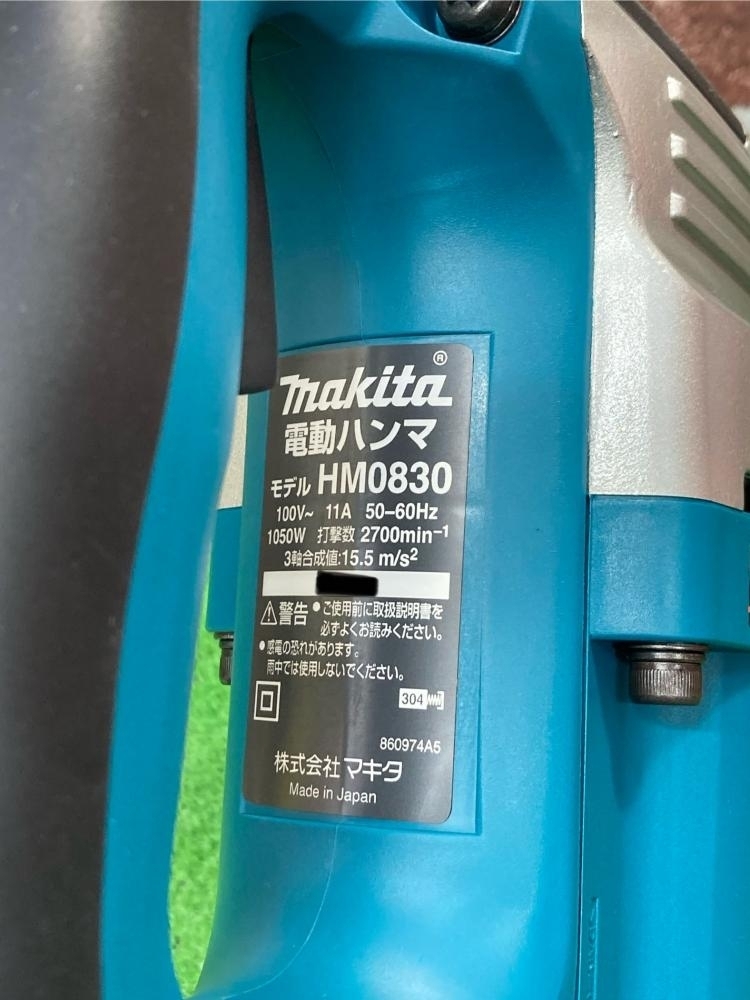 makita®
電動ハンマ
モデル HM0830
100V~ 11A 50-60Hz
1050W 打撃数 2700min⁻¹
3軸合成値:15.5 m/s²
警告 ●ご使用前に取扱説明書を
必ずよくお読みください。
●感電の恐れがあります。
雨中では使用しないでください。
304
860974A5
株式会社 マキタ
Made in Japan